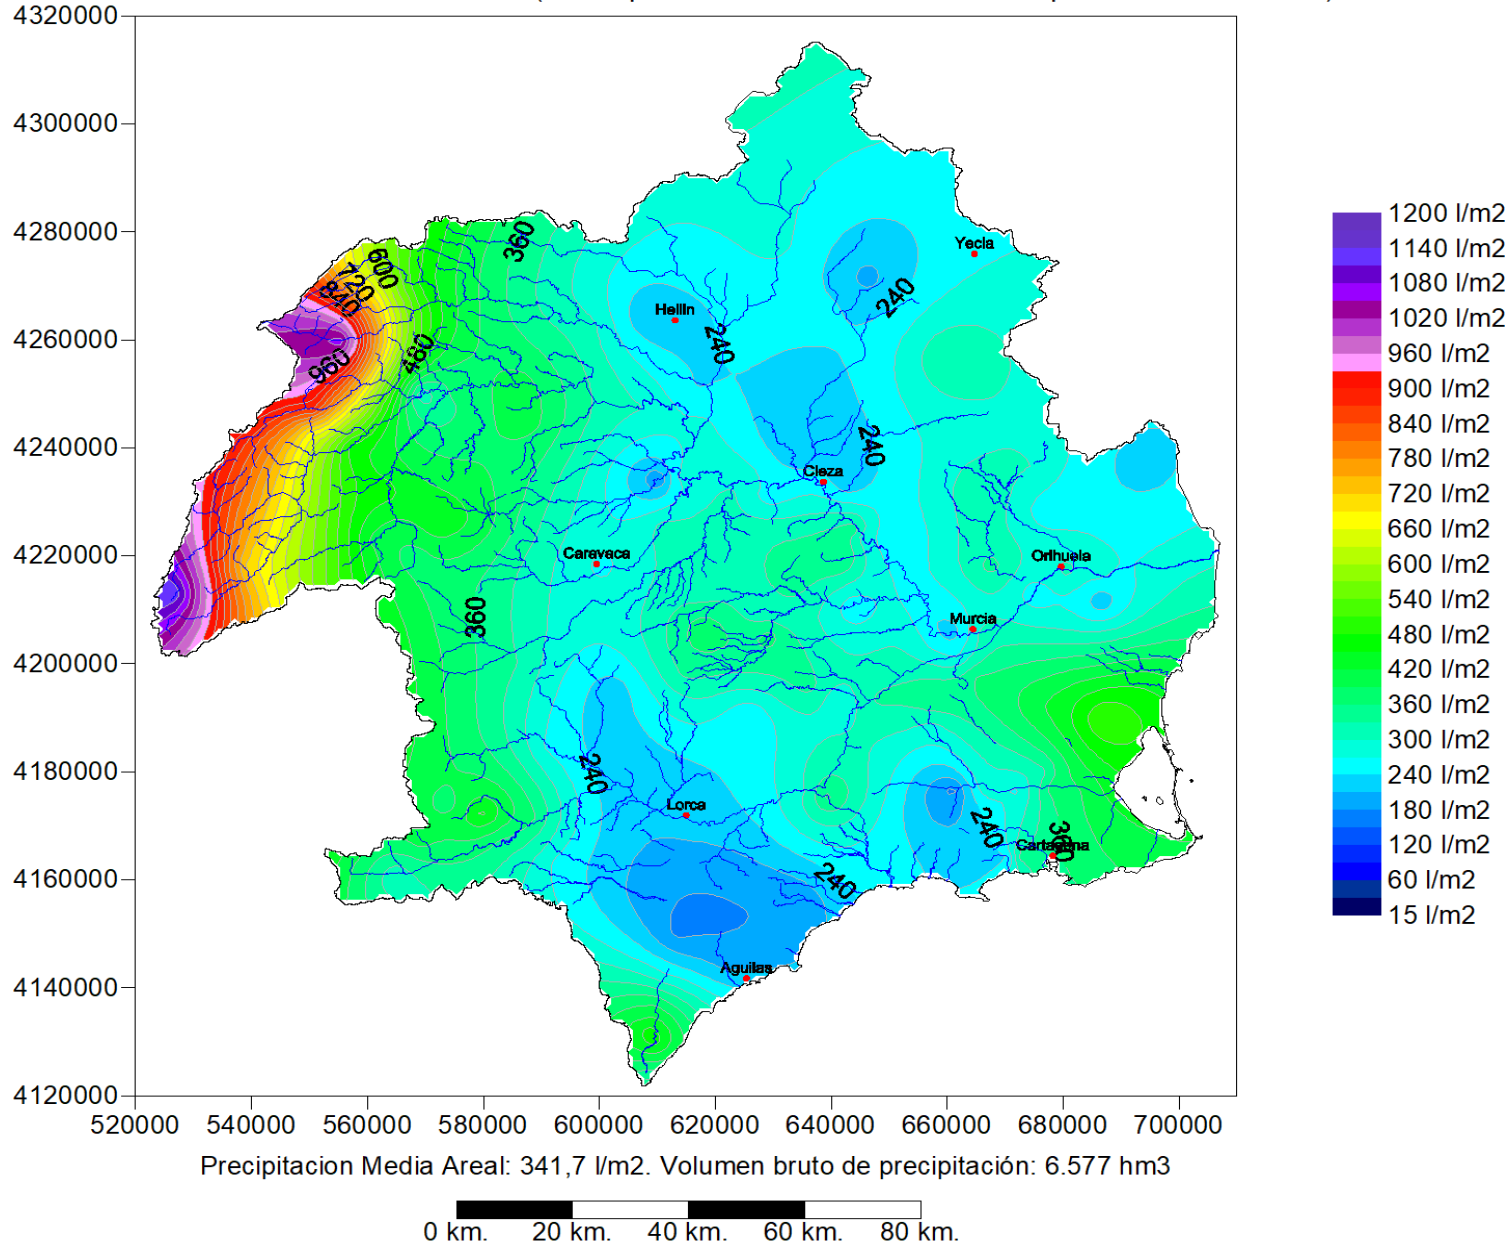 4320000
4300000
4280000
4260000
4240000
4220000
4200000
4180000
4160000
4140000
4120000
520000 540000 560000 580000 600000 620000 640000 660000 680000 700000
360
600
720
840
960
480
240
240
240
360
240
240
240
360
Yecla
Hellin
Cieza
Caravaca
Orihuela
Murcia
Lorca
Cartagena
Aguilas
1200 l/m2
1140 l/m2
1080 l/m2
1020 l/m2
960 l/m2
900 l/m2
840 l/m2
780 l/m2
720 l/m2
660 l/m2
600 l/m2
540 l/m2
480 l/m2
420 l/m2
360 l/m2
300 l/m2
240 l/m2
180 l/m2
120 l/m2
60 l/m2
15 l/m2
Precipitacion Media Areal: 341,7 l/m2. Volumen bruto de precipitación: 6.577 hm3
0 km. 20 km. 40 km. 60 km. 80 km.